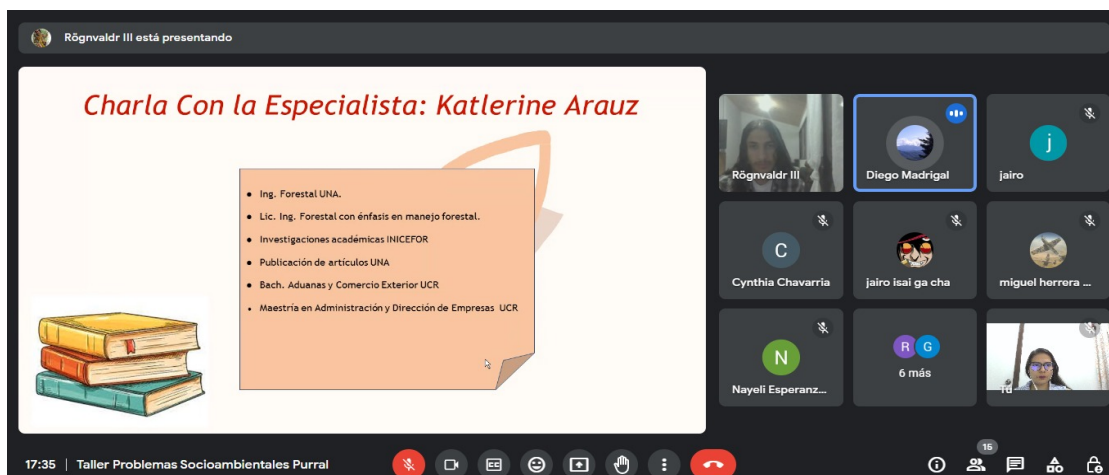 Rögnvaldr III está presentando
Charla Con la Especialista: Katlerine Arauz
● Ing. Forestal UNA.
● Lic. Ing. Forestal con énfasis en manejo forestal.
● Investigaciones académicas INICEFOR
● Publicación de artículos UNA
● Bach. Aduanas y Comercio Exterior UCR
• Maestría en Administración y Dirección de Empresas UCR
Rögnvaldr III
Diego Madrigal
j
jairo
C
Cynthia Chavarria
jairo isai ga cha
miguel herrera ...
N
Nayeli Esperanz...
R G
6 más
Tú
17:35 | Taller Problemas Socioambientales Purral
CC
16